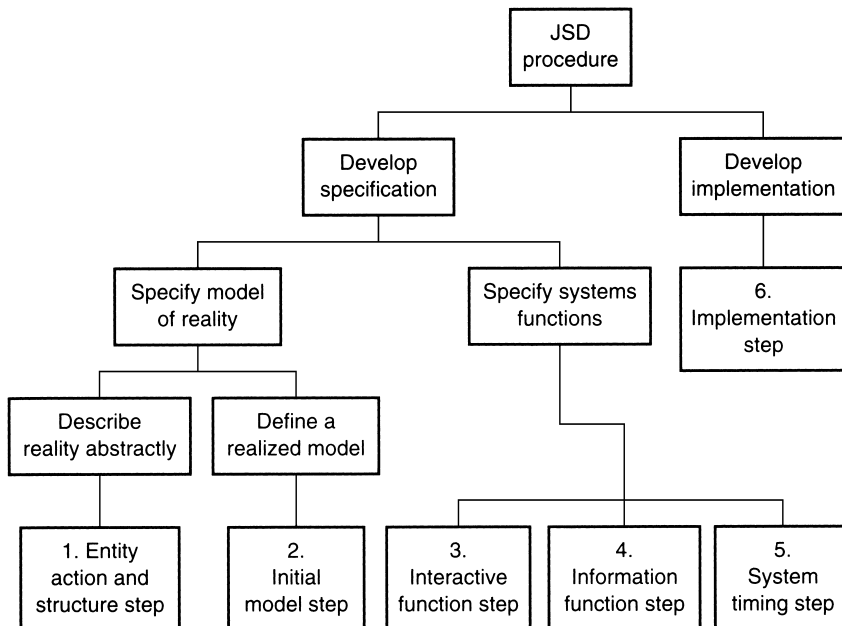 JSD
procedure
Develop
specification
Develop
implementation
Specify model
of reality
Specify systems
functions
6.
Implementation
step
Describe
reality abstractly
Define a
realized model
1. Entity
action and
structure step
2.
Initial
model step
3.
Interactive
function step
4.
Information
function step
5.
System
timing step